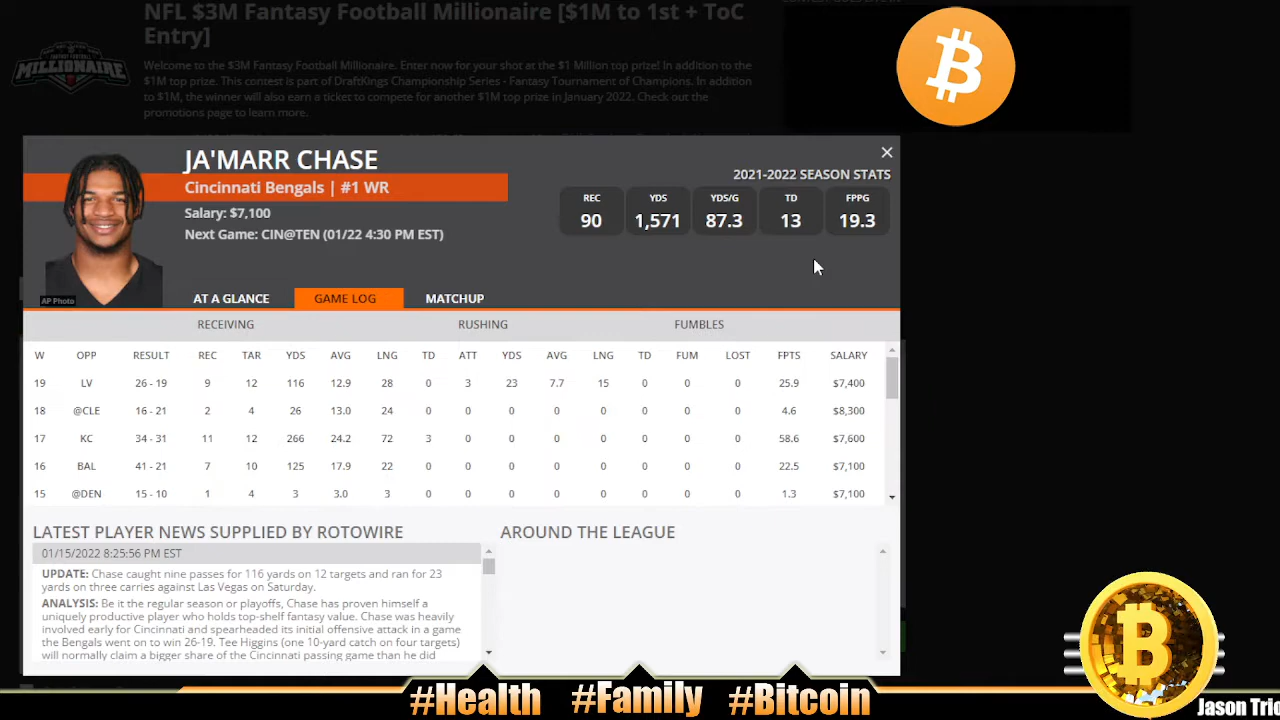 NFL $3M Fantasy Football Millionaire [$1M to 1st + ToC
Entry]
MILLIONAIRE
Welcome to the $3M Fantasy Football Millionaire. Enter now for your shot at the $1 Million top prize! In addition to the
$1M top prize. This contest is part of DraftKings Championship Series - Fantasy Tournament of Champions. In addition
to $1M, the winner will also earn a ticket to compete for another $1M top prize in January 2022. Check out the
promotions page to learn more.
JA'MARR CHASE
Cincinnati Bengals | #1 WR
Salary: $7,100
Next Game: CIN@TEN (01/22 4:30 PM EST)
AP Photo
2021-2022 SEASON STATS
REC YDS YDS/G TD FPPG
90 1,571 87.3 13 19.3
AT A GLANCE GAME LOG MATCHUP
RECEIVING RUSHING FUMBLES
W OPP RESULT REC TAR YDS AVG LNG TD ATT YDS AVG LNG TD FUM LOST FPTS SALARY
19 LV 26 - 19 9 12 116 12.9 28 0 3 23 7.7 15 0 0 0 25.9 $7,400
18 @CLE 16 - 21 2 4 26 13.0 24 0 0 0 0 0 0 0 0 4.6 $8,300
17 KC 34 - 31 11 12 266 24.2 72 3 0 0 0 0 0 0 0 58.6 $7,600
16 BAL 41 - 21 7 10 125 17.9 22 0 0 0 0 0 0 0 0 22.5 $7,100
15 @DEN 15 - 10 1 4 3 3.0 3 0 0 0 0 0 0 0 0 1.3 $7,100
LATEST PLAYER NEWS SUPPLIED BY ROTOWIRE
01/15/2022 8:25:56 PM EST
UPDATE: Chase caught nine passes for 116 yards on 12 targets and ran for 23
yards on three carries against Las Vegas on Saturday.
ANALYSIS: Be it the regular season or playoffs, Chase has proven himself a
uniquely productive player who holds top-shelf fantasy value. Chase was heavily
involved early for Cincinnati and spearheaded its initial offensive attack in a game
the Bengals went on to win 26-19. Tee Higgins (one 10-yard catch on four targets)
will normally claim a bigger share of the Cincinnati passing game than he did
AROUND THE LEAGUE
#Health #Family #Bitcoin
Jason Tric